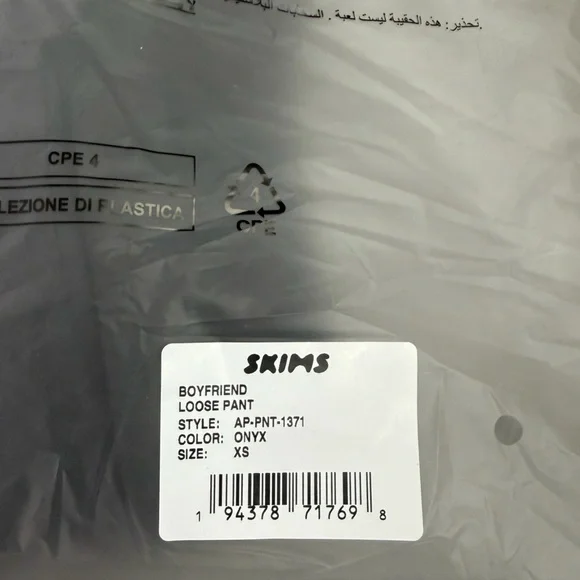 تحذير: هذه الحقيبة ليست لعبة .
CPE 4
LEZIONE DI PLASTICA
4
CPE
SKIMS
BOYFRIEND
LOOSE PANT
STYLE: AP-PNT-1371
COLOR: ONYX
SIZE: XS
1 94378 71769 8